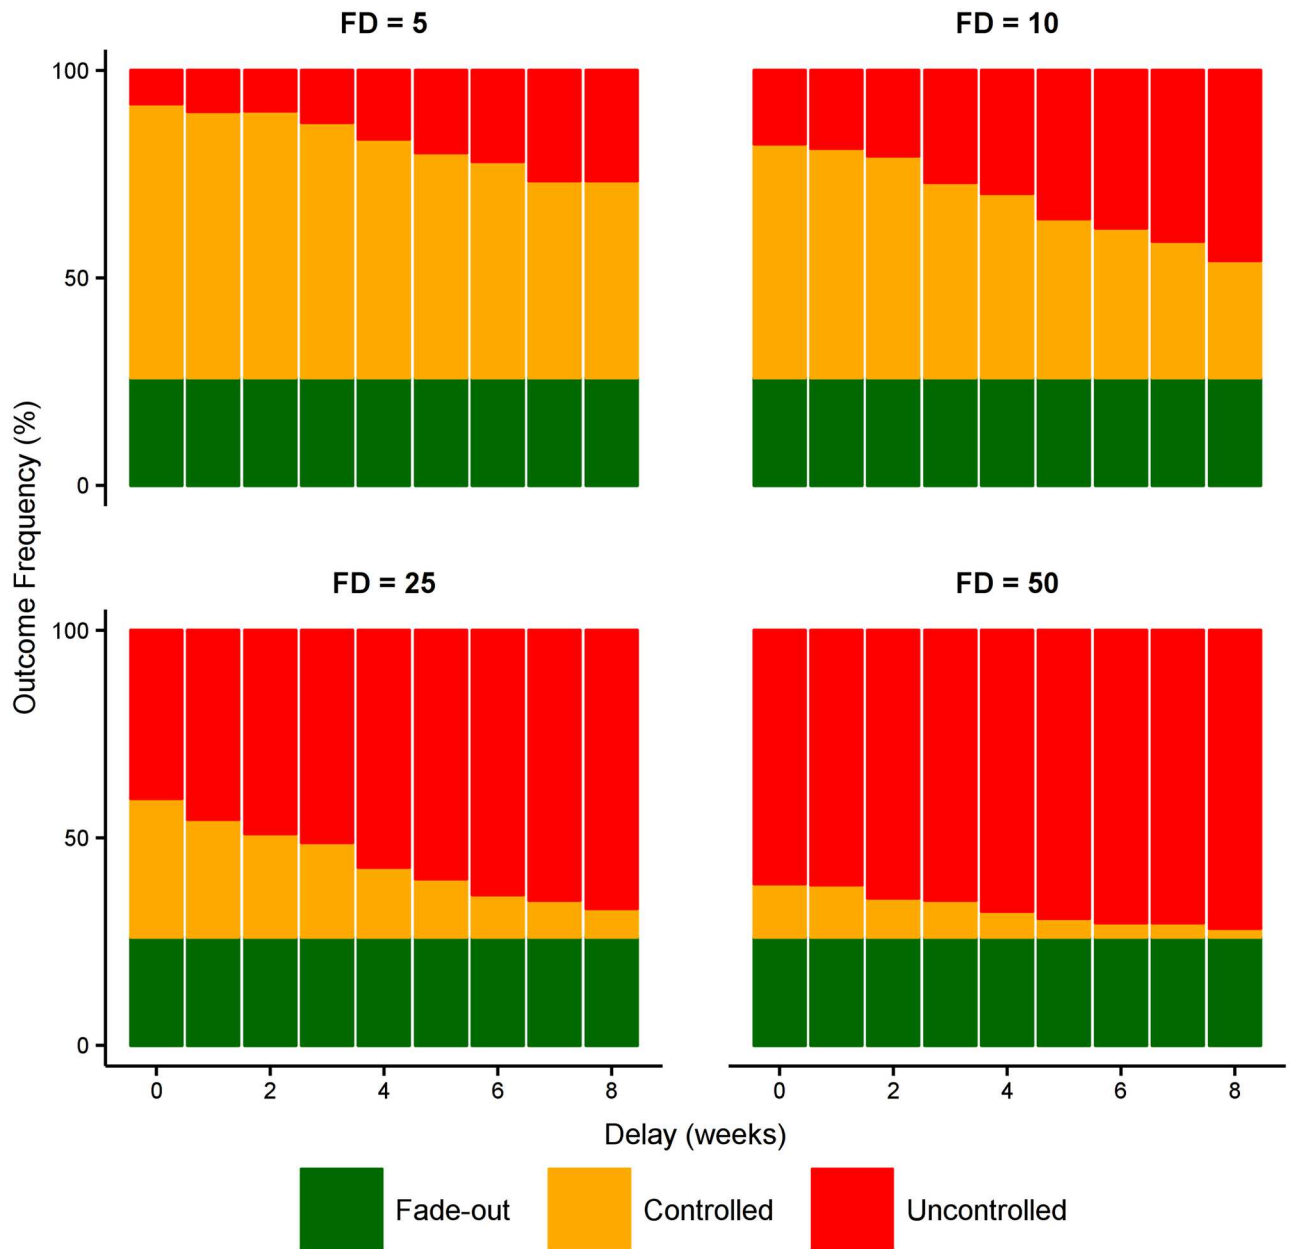 FD = 5
FD = 10
100
50
0
FD = 25
FD = 50
100
50
0
0 2 4 6 8
0 2 4 6 8
Outcome Frequency (%)
Delay (weeks)
Fade-out Controlled Uncontrolled